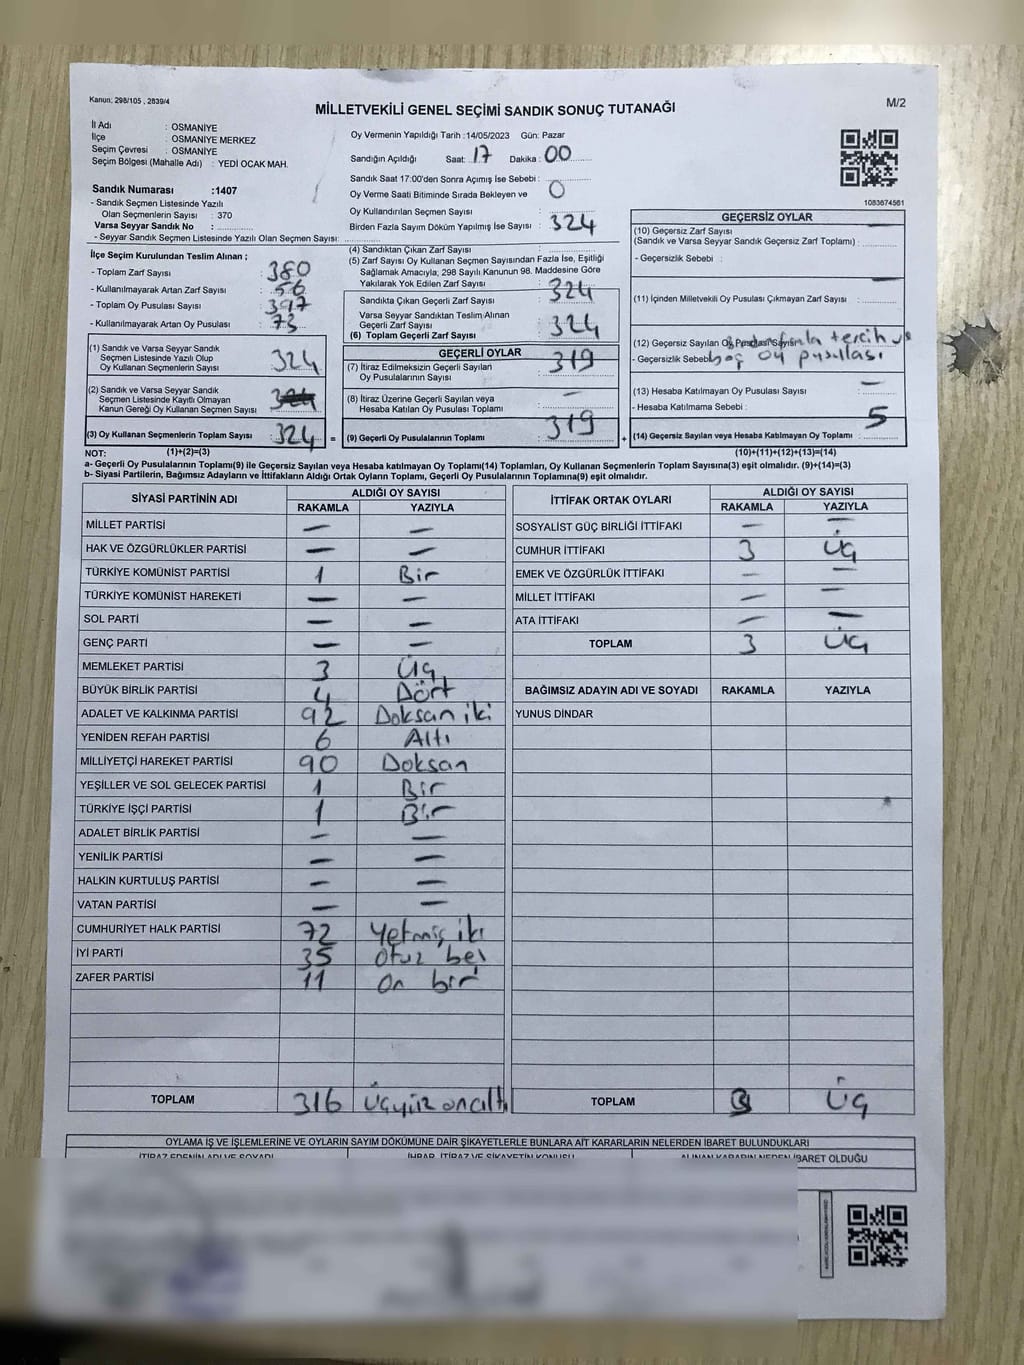 Kanun: 298/105 , 2839/4
M/2
MİLLETVEKİLİ GENEL SEÇİMİ SANDIK SONUÇ TUTANAĞI
İl Adı : OSMANİYE
İlçe : OSMANİYE MERKEZ
Seçim Çevresi : OSMANİYE
Seçim Bölgesi (Mahalle Adı) : YEDİ OCAK MAH.
Sandık Numarası :1407
- Sandık Seçmen Listesinde Yazılı
Olan Seçmenlerin Sayısı : 370
Varsa Seyyar Sandık No :
- Seyyar Sandık Seçmen Listesinde Yazılı Olan Seçmen Sayısı:
Oy Vermenin Yapıldığı Tarih :14/05/2023 Gün: Pazar
Sandığın Açıldığı Saat: 17 Dakika : 00
Sandık Saat 17:00'den Sonra Açımış İse Sebebi :
Oy Verme Saati Bitiminde Sırada Bekleyen ve 0
Oy Kullandırılan Seçmen Sayısı :
Birden Fazla Sayım Döküm Yapılmış İse Sayısı : 324
1083674561
İlçe Seçim Kurulundan Teslim Alınan ;
- Toplam Zarf Sayısı : 380
- Kullanılmayarak Artan Zarf Sayısı : 56
- Toplam Oy Pusulası Sayısı : 397
- Kullanılmayarak Artan Oy Pusulası : 73
(1) Sandık ve Varsa Seyyar Sandık
Seçmen Listesinde Yazılı Olup
Oy Kullanan Seçmenlerin Sayısı : 324
(2) Sandık ve Varsa Seyyar Sandık
Seçmen Listesinde Kayıtlı Olmayan
Kanun Gereği Oy Kullanan Seçmen Sayısı :
(3) Oy Kullanan Seçmenlerin Toplam Sayısı : 324 =
(4) Sandıktan Çıkan Zarf Sayısı :
(5) Zarf Sayısı Oy Kullanan Seçmen Sayısından Fazla İse, Eşitliği
Sağlamak Amacıyla, 298 Sayılı Kanunun 98. Maddesine Göre
Yakılarak Yok Edilen Zarf Sayısı :
Sandıkta Çıkan Geçerli Zarf Sayısı : 324
Varsa Seyyar Sandıktan Teslim Alınan
Geçerli Zarf Sayısı
(6) Toplam Geçerli Zarf Sayısı : 324
GEÇERLİ OYLAR
(7) İtiraz Edilmeksizin Geçerli Sayılan
Oy Pusulalarının Sayısı : 319
(8) İtiraz Üzerine Geçerli Sayılan veya
Hesaba Katılan Oy Pusulası Toplamı : —
(9) Geçerli Oy Pusulalarının Toplamı : 319 +
GEÇERSİZ OYLAR
(10) Geçersiz Zarf Sayısı
(Sandık ve Varsa Seyyar Sandık Geçersiz Zarf Toplamı) :
- Geçersizlik Sebebi :
(11) İçinden Milletvekili Oy Pusulası Çıkmayan Zarf Sayısı :
(12) Geçersiz Sayılan Oy Pusulası Sayısı tercih ve
- Geçersizlik Sebebi boş oy pusulası
(13) Hesaba Katılmayan Oy Pusulası Sayısı : —
- Hesaba Katılmama Sebebi :
(14) Geçersiz Sayılan veya Hesaba Katılmayan Oy Toplamı : 5
NOT: (1)+(2)=(3) (10)+(11)+(12)+(13)=(14)
a- Geçerli Oy Pusulalarının Toplamı(9) ile Geçersiz Sayılan veya Hesaba katılmayan Oy Toplamı(14) Toplamları, Oy Kullanan Seçmenlerin Toplam Sayısına(3) eşit olmalıdır. (9)+(14)=(3)
b- Siyasi Partilerin, Bağımsız Adayların ve İttifakların Aldığı Ortak Oyların Toplamı, Geçerli Oy Pusulalarının Toplamına(9) eşit olmalıdır.
SİYASİ PARTİNİN ADI ALDIĞI OY SAYISI
RAKAMLA YAZIYLA
MİLLET PARTİSİ — —
HAK VE ÖZGÜRLÜKLER PARTİSİ — —
TÜRKİYE KOMÜNİST PARTİSİ 1 Bir
TÜRKİYE KOMÜNİST HAREKETİ — —
SOL PARTİ — —
GENÇ PARTİ — —
MEMLEKET PARTİSİ 3 Üç
BÜYÜK BİRLİK PARTİSİ 4 Dört
ADALET VE KALKINMA PARTİSİ 92 Doksan iki
YENİDEN REFAH PARTİSİ 6 Altı
MİLLİYETÇİ HAREKET PARTİSİ 90 Doksan
YEŞİLLER VE SOL GELECEK PARTİSİ 1 Bir
TÜRKİYE İŞÇİ PARTİSİ 1 Bir
ADALET BİRLİK PARTİSİ — —
YENİLİK PARTİSİ — —
HALKIN KURTULUŞ PARTİSİ — —
VATAN PARTİSİ — —
CUMHURİYET HALK PARTİSİ 72 Yetmiş iki
İYİ PARTİ 35 Otuz beş
ZAFER PARTİSİ 11 On bir
TOPLAM 316 Üçyüz onaltı
İTTİFAK ORTAK OYLARI ALDIĞI OY SAYISI
RAKAMLA YAZIYLA
SOSYALİST GÜÇ BİRLİĞİ İTTİFAKI — —
CUMHUR İTTİFAKI 3 Üç
EMEK VE ÖZGÜRLÜK İTTİFAKI — —
MİLLET İTTİFAKI — —
ATA İTTİFAKI — —
TOPLAM 3 Üç
BAĞIMSIZ ADAYIN ADI VE SOYADI RAKAMLA YAZIYLA
YUNUS DİNDAR
TOPLAM 3 Üç
OYLAMA İŞ VE İŞLEMLERİNE VE OYLARIN SAYIM DÖKÜMÜNE DAİR ŞİKAYETLERLE BUNLARA AİT KARARLARIN NELERDEN İBARET BULUNDUKLARI
İTİRAZ EDENİN ADI VE SOYADI İHBAR, İTİRAZ VE ŞİKAYETİN KONUSU ALINAN KARARIN NEDEN İBARET OLDUĞU